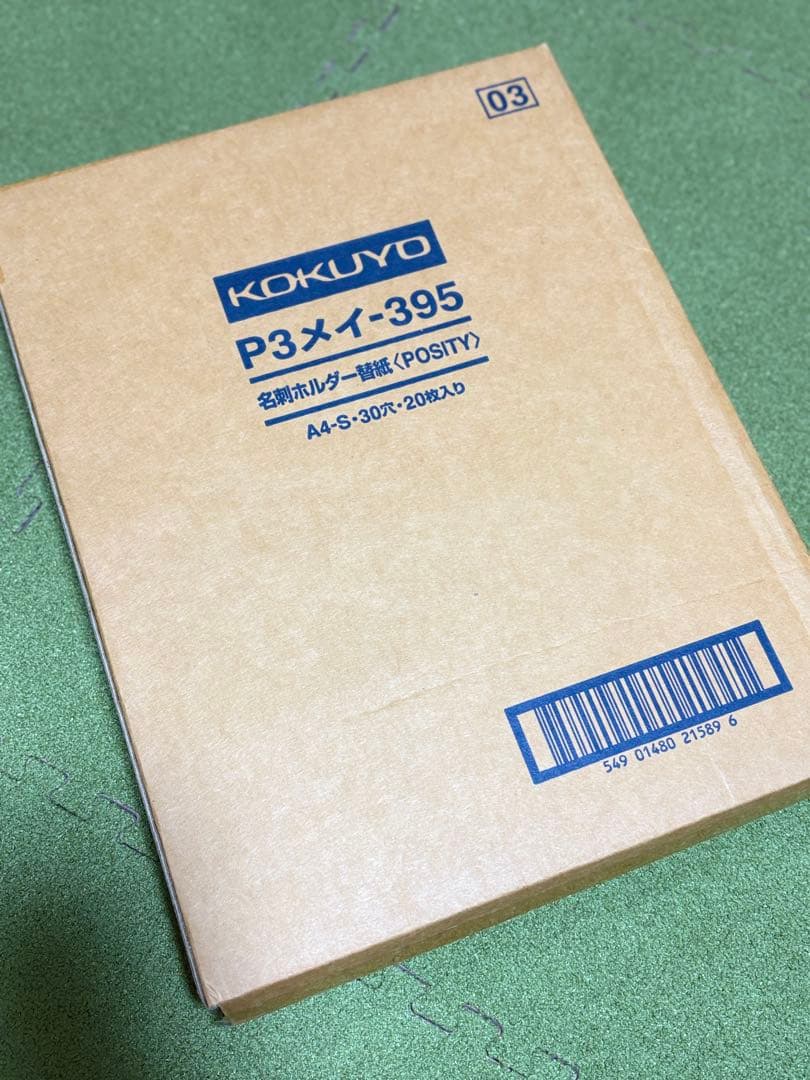 03
KOKUYO
P3メイ-395
名刺ホルダー替紙〈POSITY〉
A4-S・30穴・20枚入り
549 01480 21589 6